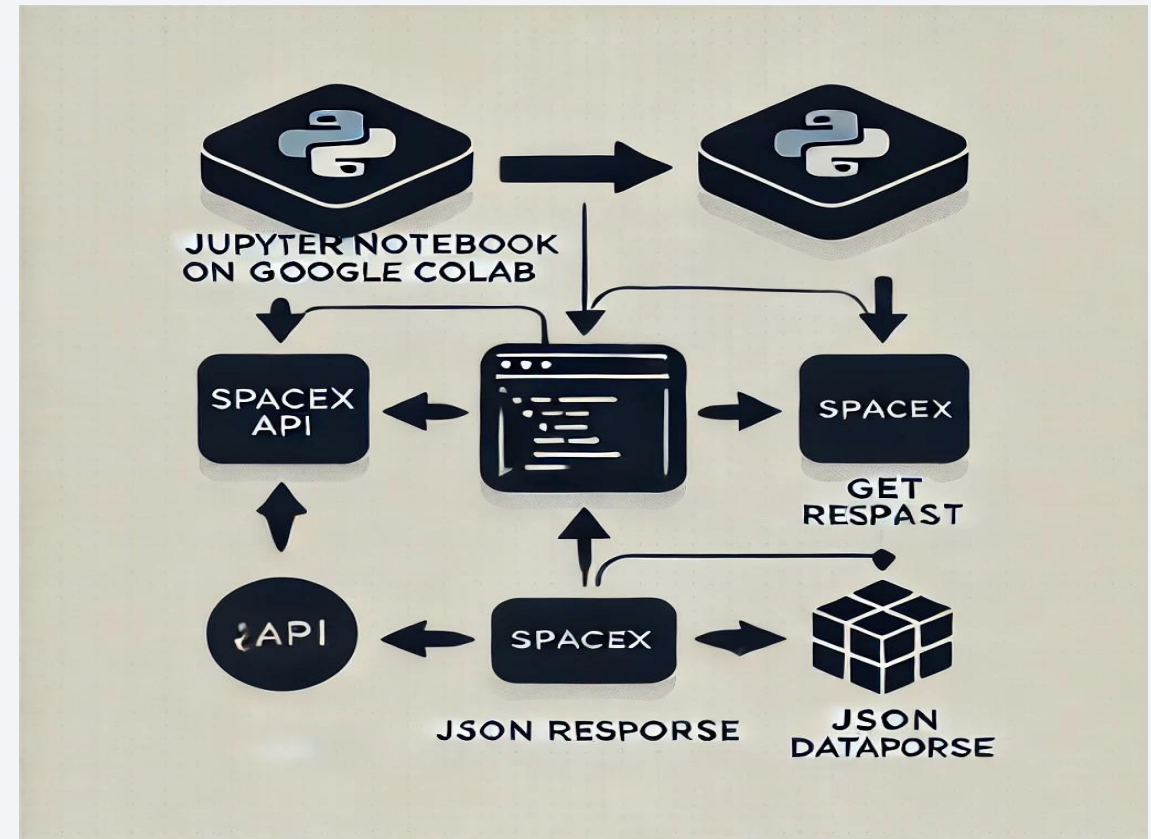 JUPYTER NOTEBOOK
ON GOOGLE COLAB
SPACEX
API
SPACEX
GET
RESPAST
API
SPACEX
JSON RESPORSE
JSON
DATAPORSE